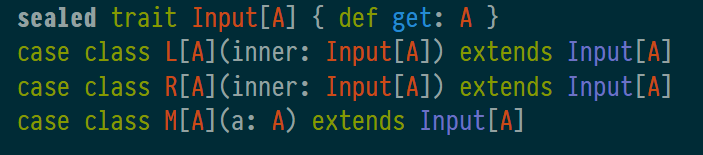 sealed trait Input[A] { def get: A }
case class L[A](inner: Input[A]) extends Input[A]
case class R[A](inner: Input[A]) extends Input[A]
case class M[A](a: A) extends Input[A]